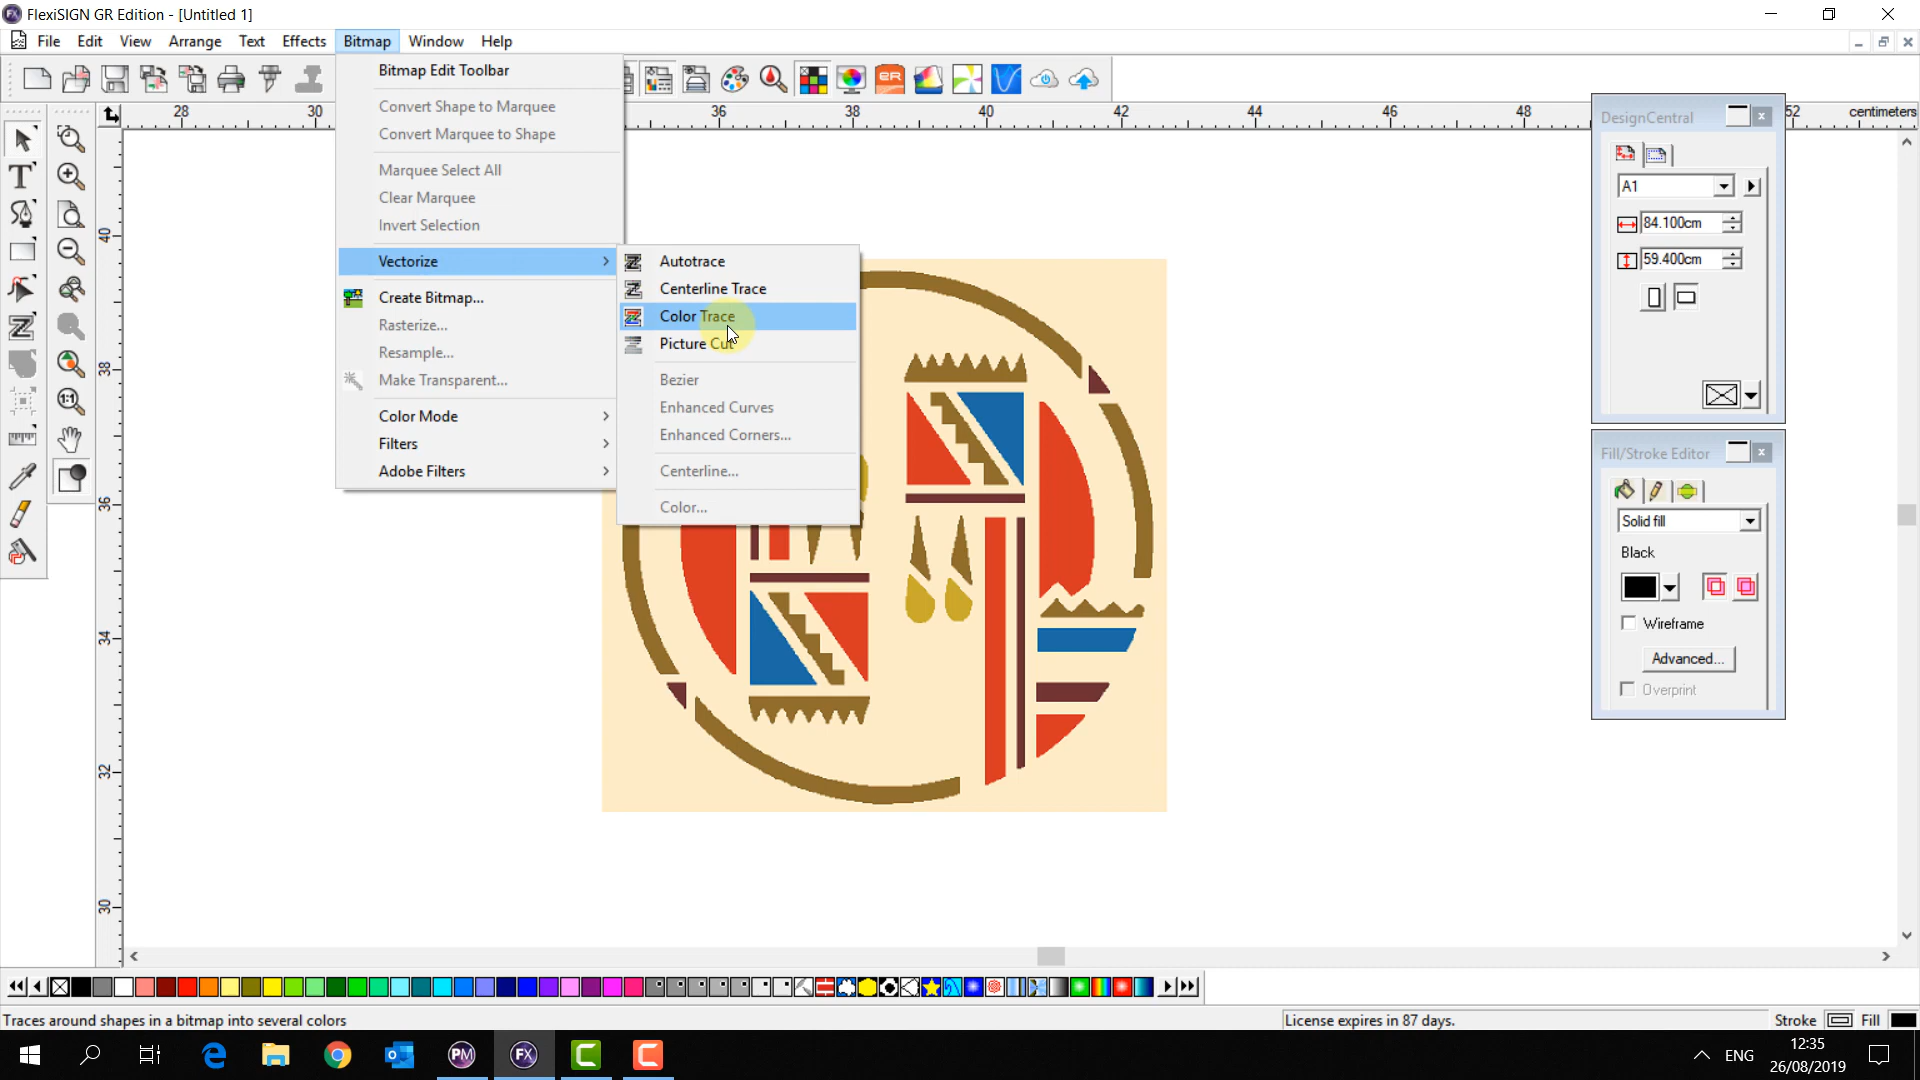 FlexiSIGN GR Edition - [Untitled 1]
File Edit View Arrange Text Effects Bitmap Window Help
28 30 36 38 40 42 44 46 48 52 centimeters
40
38
36
34
32
30
Bitmap Edit Toolbar
Convert Shape to Marquee
Convert Marquee to Shape
Marquee Select All
Clear Marquee
Invert Selection
Vectorize
Create Bitmap...
Rasterize...
Resample...
Make Transparent...
Color Mode
Filters
Adobe Filters
Autotrace
Centerline Trace
Color Trace
Picture Cut
Bezier
Enhanced Curves
Enhanced Corners...
Centerline...
Color...
DesignCentral
A1
84.100cm
59.400cm
Fill/Stroke Editor
Solid fill
Black
Wireframe
Advanced...
Overprint
Traces around shapes in a bitmap into several colors
License expires in 87 days.
Stroke Fill
PM FX
ENG
12:35
26/08/2019